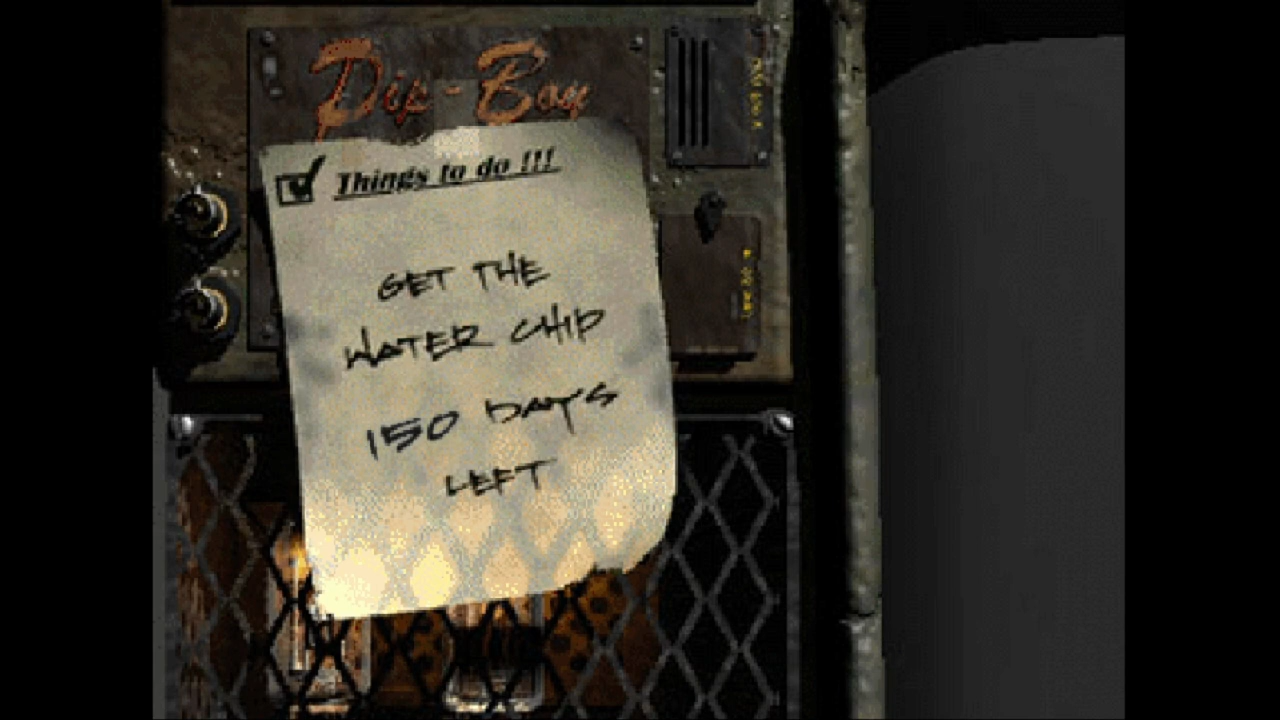 Pip-Boy
Things to do !!!
GET THE
WATER CHIP
150 DAYS
LEFT